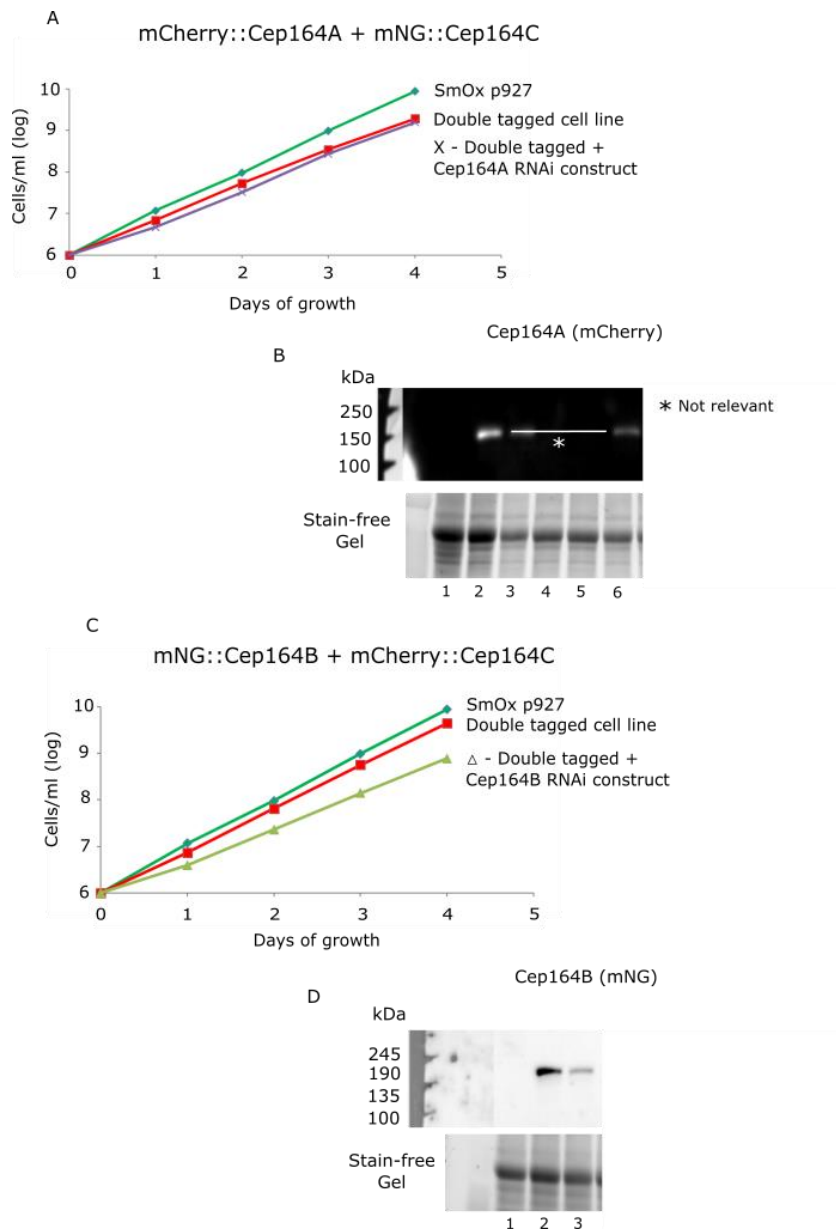 A
mCherry::Cep164A + mNG::Cep164C
Cells/ml (log)
10
9
8
7
6
0 1 2 3 4 5
Days of growth
SmOx p927
Double tagged cell line
X - Double tagged +
Cep164A RNAi construct
Cep164A (mCherry)
B
kDa
250
150
100
*
* Not relevant
Stain-free
Gel
1 2 3 4 5 6
C
mNG::Cep164B + mCherry::Cep164C
Cells/ml (log)
10
9
8
7
6
0 1 2 3 4 5
Days of growth
SmOx p927
Double tagged cell line
△ - Double tagged +
Cep164B RNAi construct
Cep164B (mNG)
D
kDa
245
190
135
100
Stain-free
Gel
1 2 3